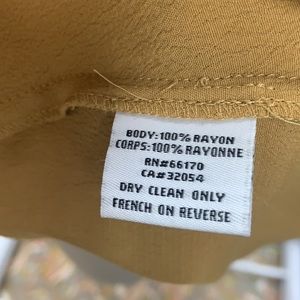 BODY:100% RAYON
CORPS:100% RAYONNE
RN#66170
CA#32054
DRY CLEAN ONLY
FRENCH ON REVERSE